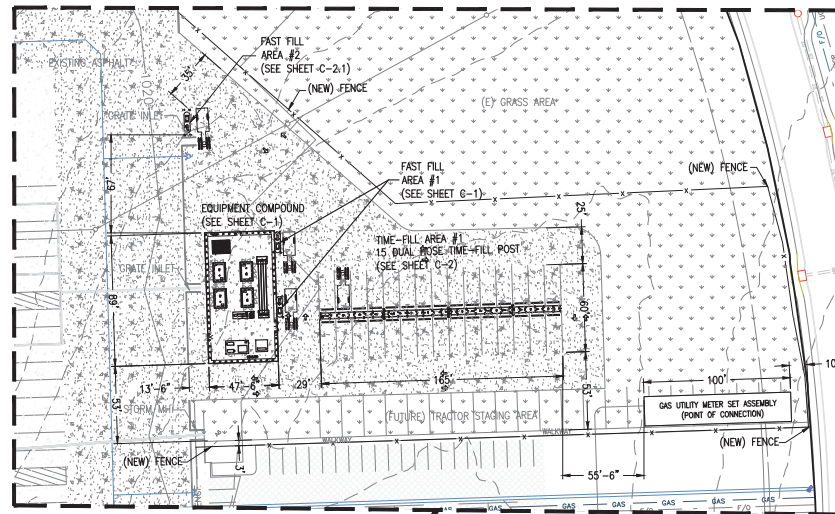 FAST FILL
AREA #2
(SEE SHEET C-2.1)
EXISTING ASPHALT
35'
(NEW) FENCE
(E) GRASS AREA
GRATE INLET
67'
FAST FILL
AREA #1
(SEE SHEET C-1)
(NEW) FENCE
EQUIPMENT COMPOUND
(SEE SHEET C-1)
25'
TIME-FILL AREA #1
15 DUAL HOSE TIME-FILL POST
(SEE SHEET C-2)
GRATE INLET
89'
60'
13'-6"
47'-6"
29'
165'
100'
10
53'
53'
STORM MH
(FUTURE) TRACTOR STAGING AREA
GAS UTILITY METER SET ASSEMBLY
(POINT OF CONNECTION)
WALKWAY
WALKWAY
(NEW) FENCE
(NEW) FENCE
3'
55'-6"
GAS GAS GAS GAS GAS GAS GAS
F/O